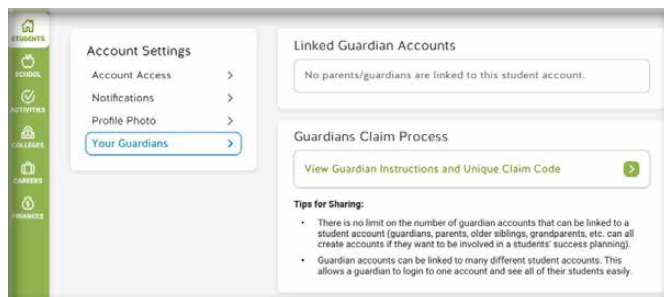 STUDENTS
SCHOOL
ACTIVITIES
COLLEGES
CAREERS
FINANCES
Account Settings
Account Access
Notifications
Profile Photo
Your Guardians
Linked Guardian Accounts
No parents/guardians are linked to this student account.
Guardians Claim Process
View Guardian Instructions and Unique Claim Code
Tips for Sharing:
• There is no limit on the number of guardian accounts that can be linked to a
student account (guardians, parents, older siblings, grandparents, etc. can all
create accounts if they want to be involved in a students' success planning).
• Guardian accounts can be linked to many different student accounts. This
allows a guardian to login to one account and see all of their students easily.